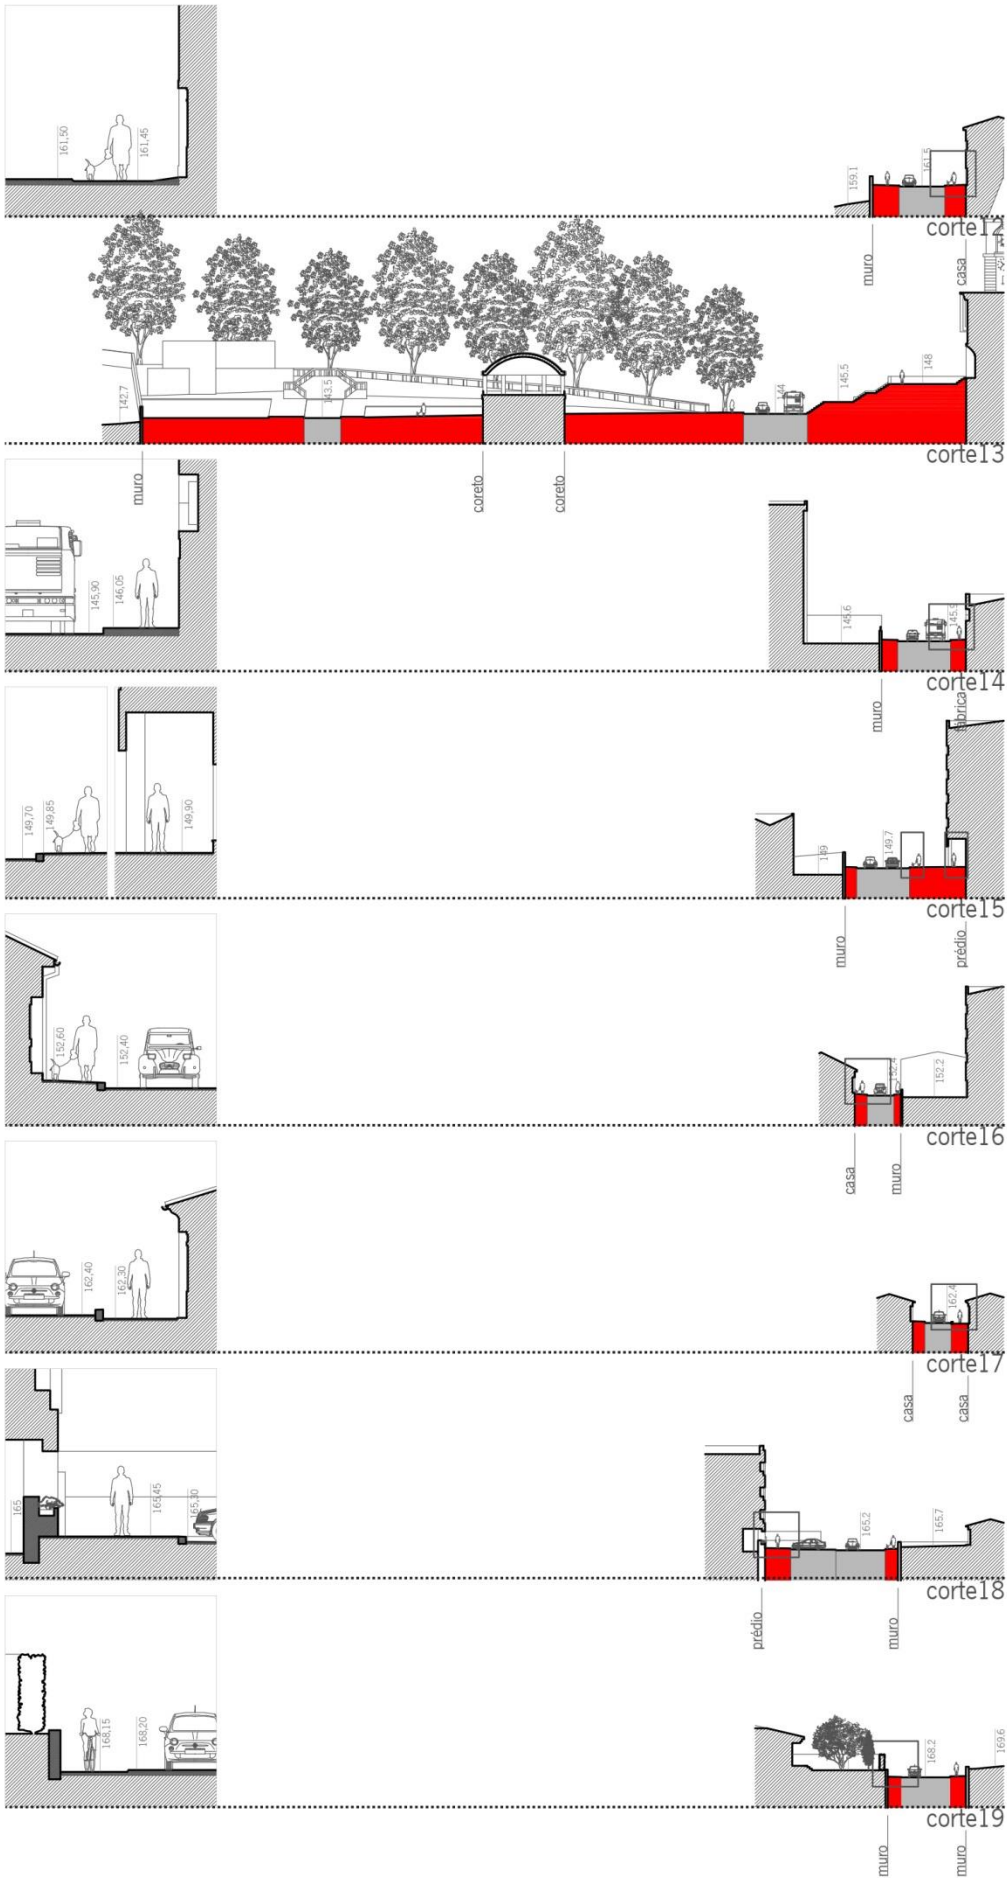 161,50
161,45
159.1
161.5
corte12
muro
casa
142.7
143.5
144
145.5
148
corte13
muro
coreto
coreto
145,90
146,05
145.6
145.9
corte14
muro
fábrica
149,70
149,85
149,90
149
149.7
corte15
muro
prédio
152,60
152,40
152.4
152.2
corte16
casa
muro
162,40
162,30
162.4
corte17
casa
casa
165
165,45
165,30
165.2
165.7
corte18
prédio
muro
168,15
168,20
168.2
169.6
corte19
muro
muro